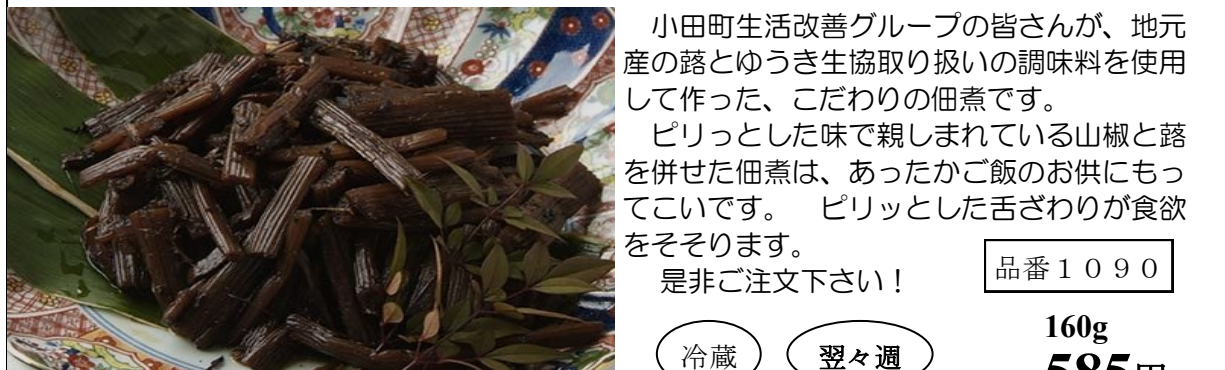 小田町生活改善グループの皆さんが、地元
産の蕗とゆうき生協取り扱いの調味料を使用
して作った、こだわりの佃煮です。
ピリっとした味で親しまれている山椒と蕗
を併せた佃煮は、あったかご飯のお供にもっ
てこいです。　ピリッとした舌ざわりが食欲
をそそります。
是非ご注文下さい！
品番１０９０
冷蔵
翌々週
160g
585円